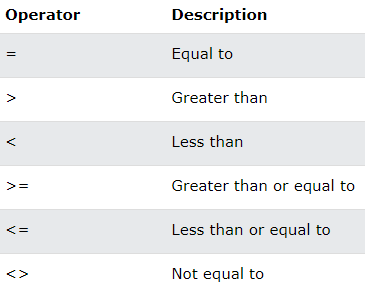 Operator Description
= Equal to
> Greater than
< Less than
>= Greater than or equal to
<= Less than or equal to
<> Not equal to